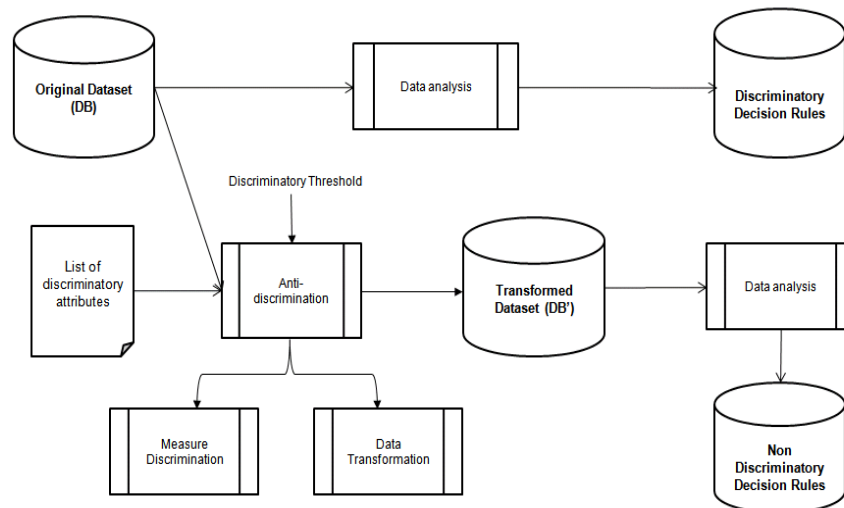 Original Dataset
(DB)
Data analysis
Discriminatory
Decision Rules
Discriminatory Threshold
List of
discriminatory
attributes
Anti-
discrimination
Transformed
Dataset (DB')
Data analysis
Measure
Discrimination
Data
Transformation
Non
Discriminatory
Decision Rules